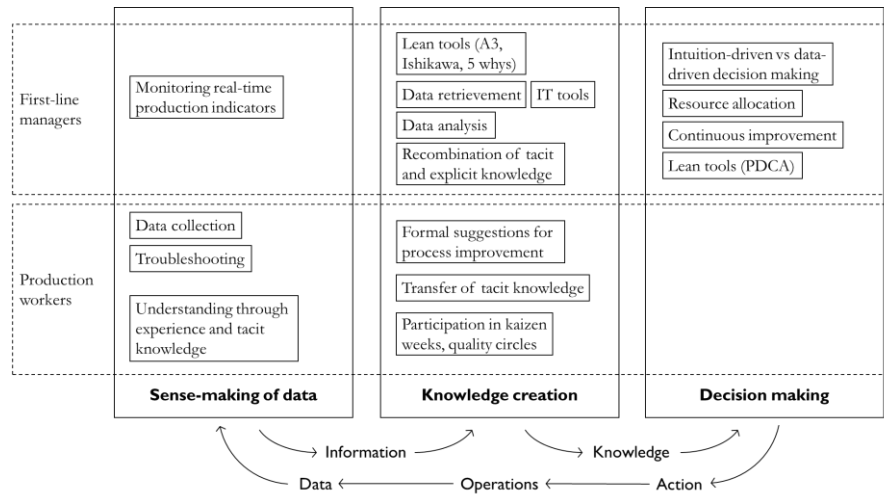 First-line
managers
Monitoring real-time
production indicators
Lean tools (A3,
Ishikawa, 5 whys)
Data retrievement
IT tools
Data analysis
Recombination of tacit
and explicit knowledge
Intuition-driven vs data-
driven decision making
Resource allocation
Continuous improvement
Lean tools (PDCA)
Production
workers
Data collection
Troubleshooting
Understanding through
experience and tacit
knowledge
Formal suggestions for
process improvement
Transfer of tacit knowledge
Participation in kaizen
weeks, quality circles
Sense-making of data
Knowledge creation
Decision making
Information
Knowledge
Data
Operations
Action